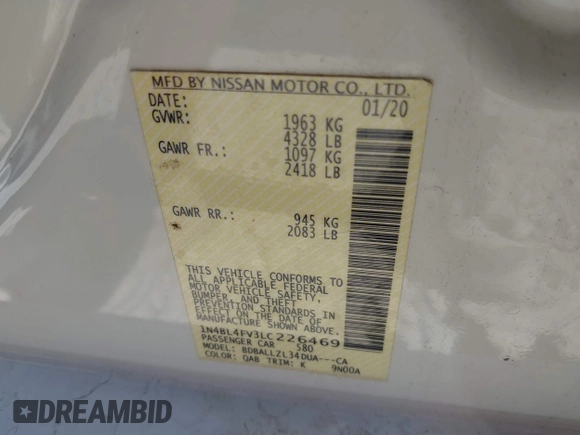 MFD BY NISSAN MOTOR CO., LTD.
DATE: 01/20
GVWR: 1963 KG
4328 LB
GAWR FR.: 1097 KG
2418 LB
GAWR RR.: 945 KG
2083 LB
THIS VEHICLE CONFORMS TO
ALL APPLICABLE FEDERAL
MOTOR VEHICLE SAFETY,
BUMPER, AND THEFT
PREVENTION STANDARDS IN
EFFECT ON THE DATE OF
MANUFACTURE SHOWN ABOVE.
1N4BL4FV3LC226469
PASSENGER CAR 580
MODEL: BDBALLZL34DUA---CA
COLOR: QAB TRIM: K 9N00A
DREAMBID